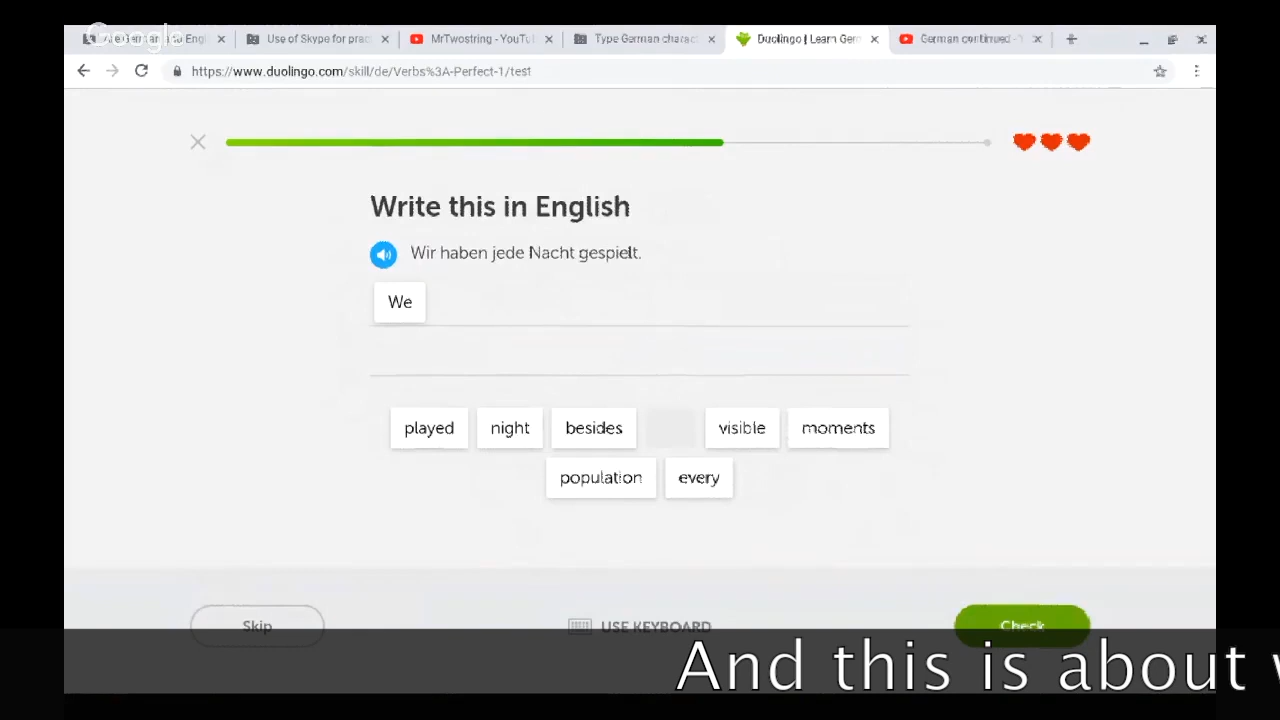 Google
Use of Skype for prac
MrTwostring - YouTu
Type German charac
Duolingo | Learn Ger
German continued - Y
https://www.duolingo.com/skill/de/Verbs%3A-Perfect-1/test
Write this in English
Wir haben jede Nacht gespielt.
We
played night besides visible moments
population every
Skip USE KEYBOARD Check
And this is about